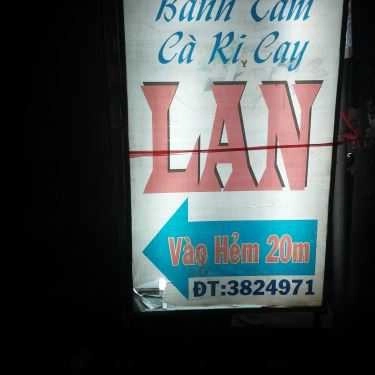 Bánh Tằm
Cà Ri Cay
LAN
Vào Hẻm 20m
ĐT:3824971